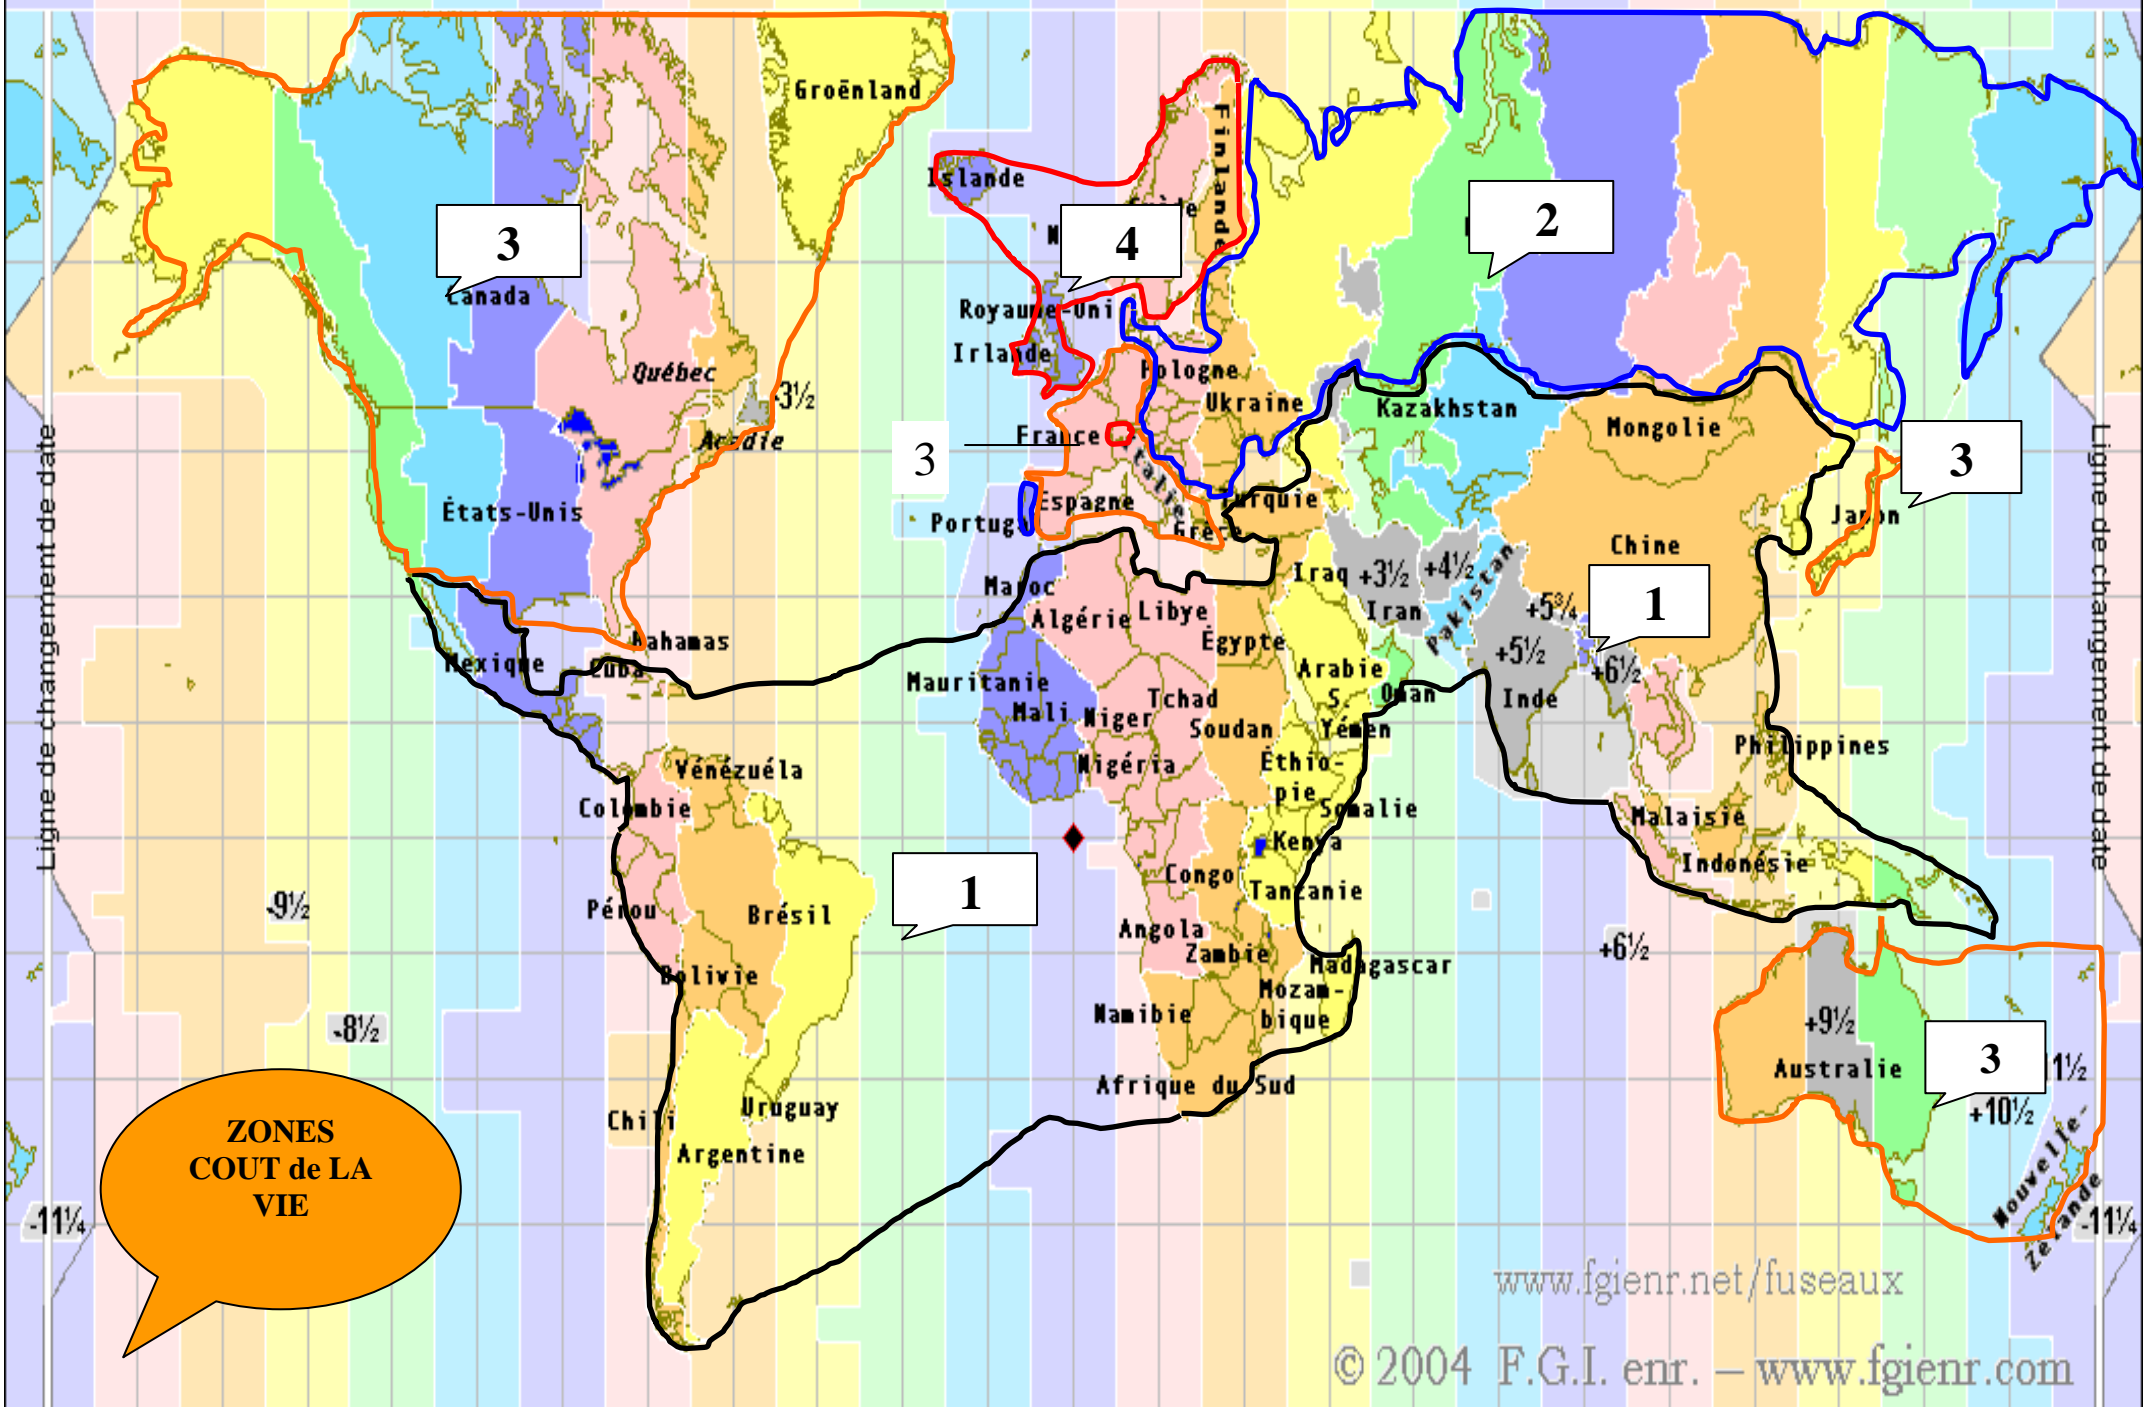 Groënland
Islande
Finlande
3
4
2
Canada
Royaume-Uni
Irlande
Québec
-3½
Acadie
Pologne
Ukraine
Kazakhstan
Mongolie
France
Italie
3
3
États-Unis
Espagne
Portugal
Grèce
Turquie
Japon
Chine
Maroc
Algérie
Libye
Égypte
Iraq
+3½
Iran
+4½
Pakistan
+5¾
1
+5½
+6½
Inde
Bahamas
Mexique
Cuba
Mauritanie
Mali
Niger
Tchad
Soudan
Arabie
S.
Oman
Yémen
Philippines
Vénézuéla
Colombie
Nigéria
Éthio-
pie
Somalie
Kenya
Malaisie
Indonésie
Congo
Tanzanie
1
-9½
Pérou
Brésil
Angola
Zambie
Madagascar
+6½
Bolivie
Mozam-
bique
Namibie
-8½
+9½
Australie
3
11½
+10½
Afrique du Sud
Chili
Uruguay
Argentine
Nouvelle-
Zélande
-11¼
-11¼
Ligne de changement de date
Ligne de changement de date
ZONES
COUT de LA
VIE
www.fgienr.net/fuseaux
© 2004 F.G.I. enr. – www.fgienr.com